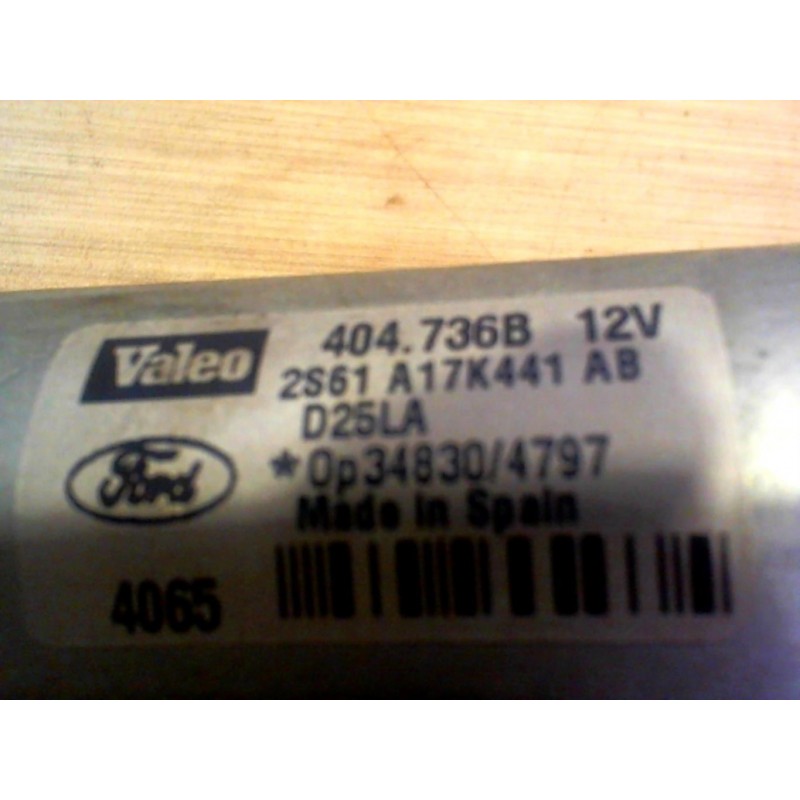 Valeo 404.736B 12V
2S61 A17K441 AB
D25LA
Ford *Op34830/4797
Made in Spain
4065